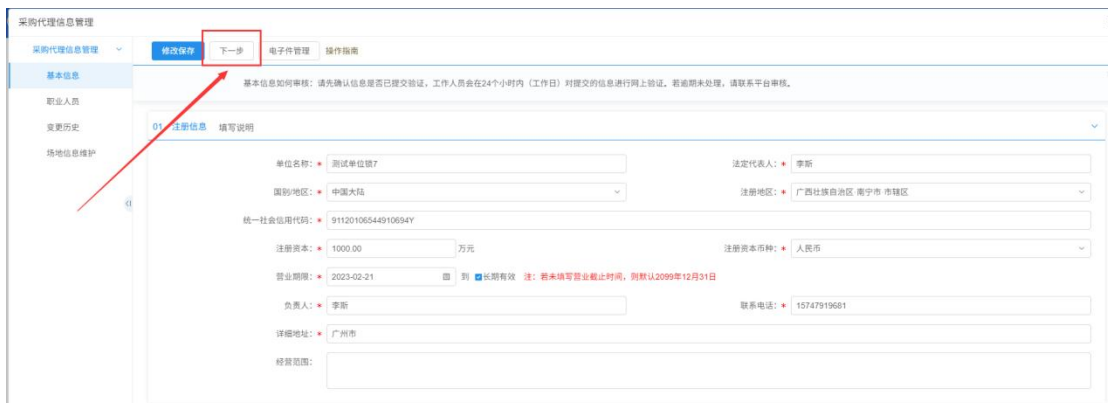 采购代理信息管理
采购代理信息管理
修改保存 下一步 电子件管理 操作指南
基本信息
基本信息如何审核：请先确认信息是否已提交验证，工作人员会在24个小时内（工作日）对提交的信息进行网上验证。若逾期未处理，请联系平台审核。
职业人员
变更历史
01 注册信息 填写说明
场地信息维护
单位名称： * 测试单位锁7 法定代表人： * 李斯
国别/地区： * 中国大陆 注册地区： * 广西壮族自治区 南宁市 市辖区
统一社会信用代码： * 91120106544910694Y
注册资本： * 1000.00 万元 注册资本币种： * 人民币
营业期限： * 2023-02-21 到 长期有效 注：若未填写营业截止时间，则默认2099年12月31日
负责人： * 李斯 联系电话： * 15747919681
详细地址： * 广州市
经营范围：